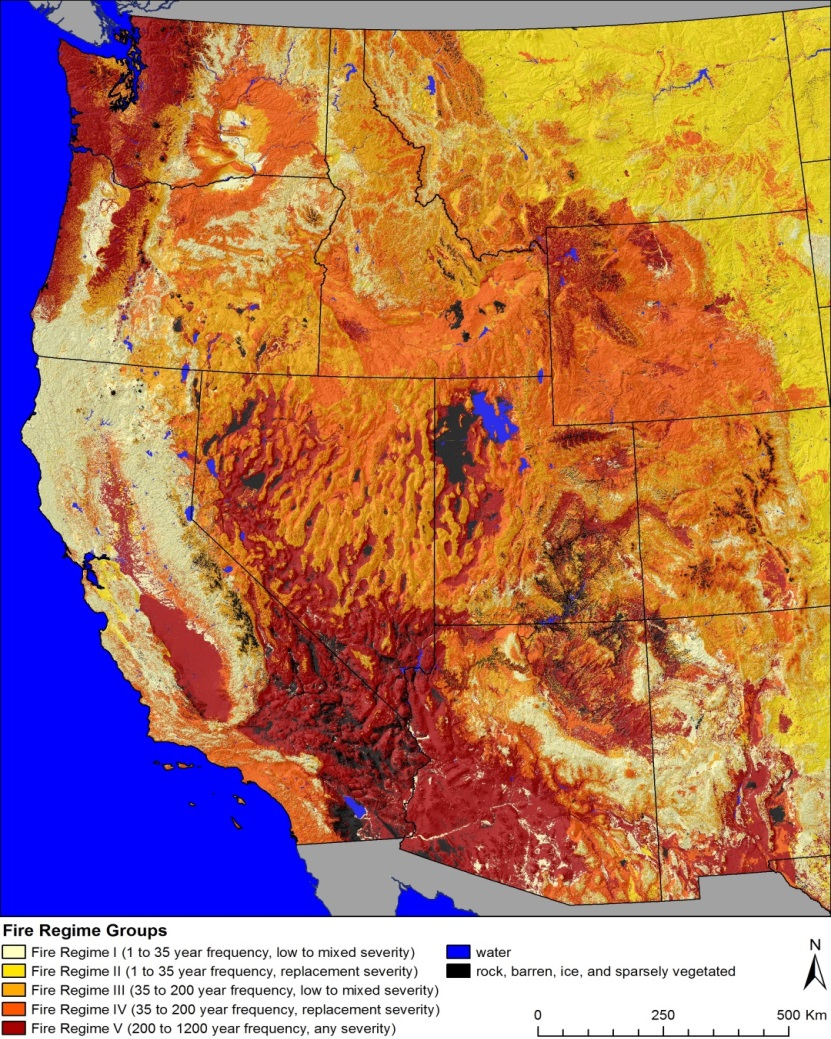 Fire Regime Groups
Fire Regime I (1 to 35 year frequency, low to mixed severity)
Fire Regime II (1 to 35 year frequency, replacement severity)
Fire Regime III (35 to 200 year frequency, low to mixed severity)
Fire Regime IV (35 to 200 year frequency, replacement severity)
Fire Regime V (200 to 1200 year frequency, any severity)
water
rock, barren, ice, and sparsely vegetated
N
0 250 500 Km